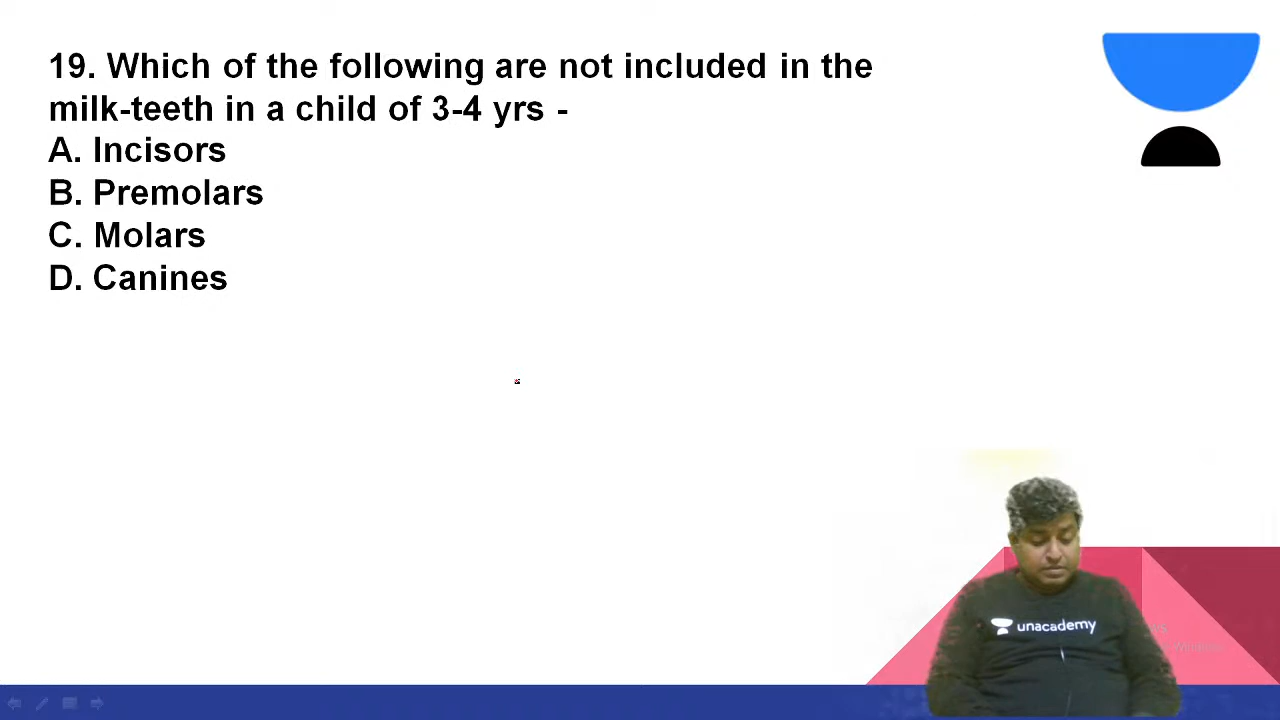 19. Which of the following are not included in the
milk-teeth in a child of 3-4 yrs -
A. Incisors
B. Premolars
C. Molars
D. Canines
unacademy